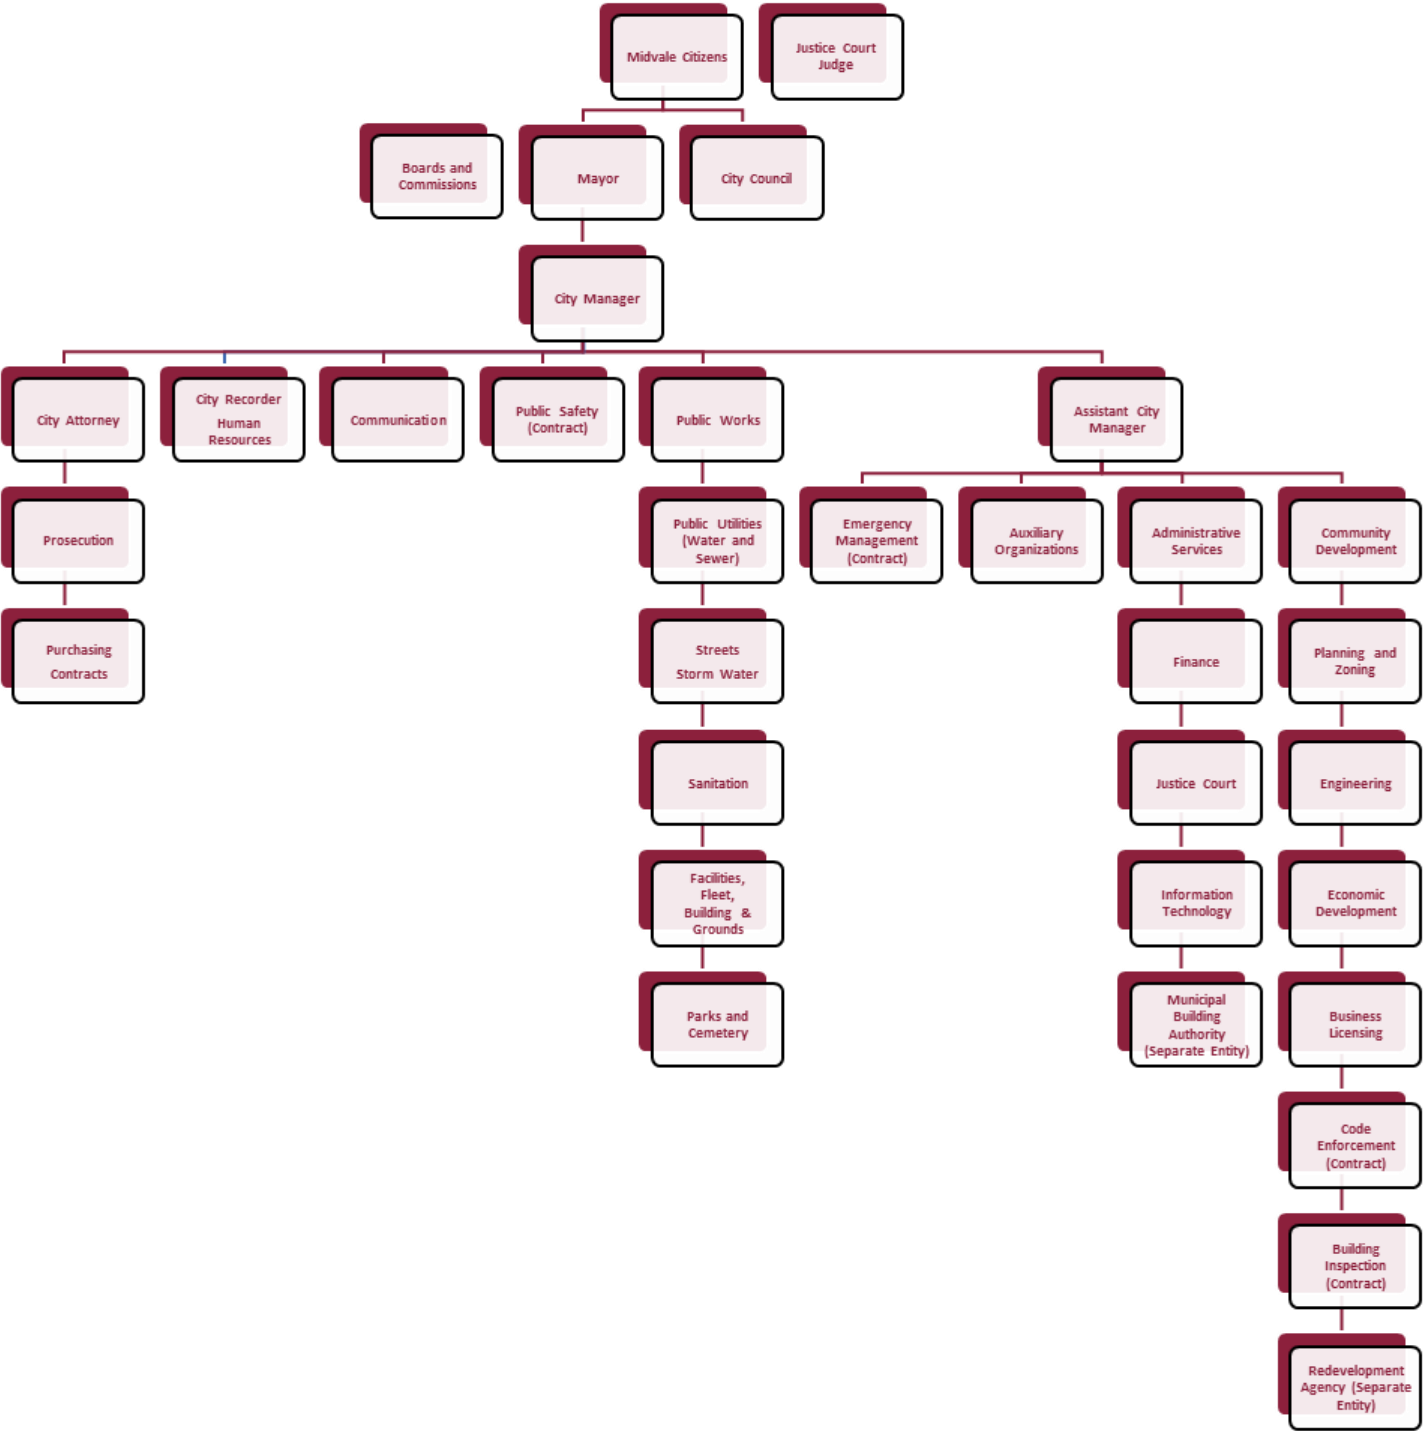 Midvale Citizens
Justice Court
Judge
Boards and
Commissions
Mayor
City Council
City Manager
City Attorney
City Recorder
Human
Resources
Communication
Public Safety
(Contract)
Public Works
Assistant City
Manager
Prosecution
Public Utilities
(Water and
Sewer)
Emergency
Management
(Contract)
Auxiliary
Organizations
Administrative
Services
Community
Development
Purchasing
Contracts
Streets
Storm Water
Finance
Planning and
Zoning
Sanitation
Justice Court
Engineering
Facilities,
Fleet,
Building &
Grounds
Information
Technology
Economic
Development
Parks and
Cemetery
Municipal
Building
Authority
(Separate Entity)
Business
Licensing
Code
Enforcement
(Contract)
Building
Inspection
(Contract)
Redevelopment
Agency (Separate
Entity)